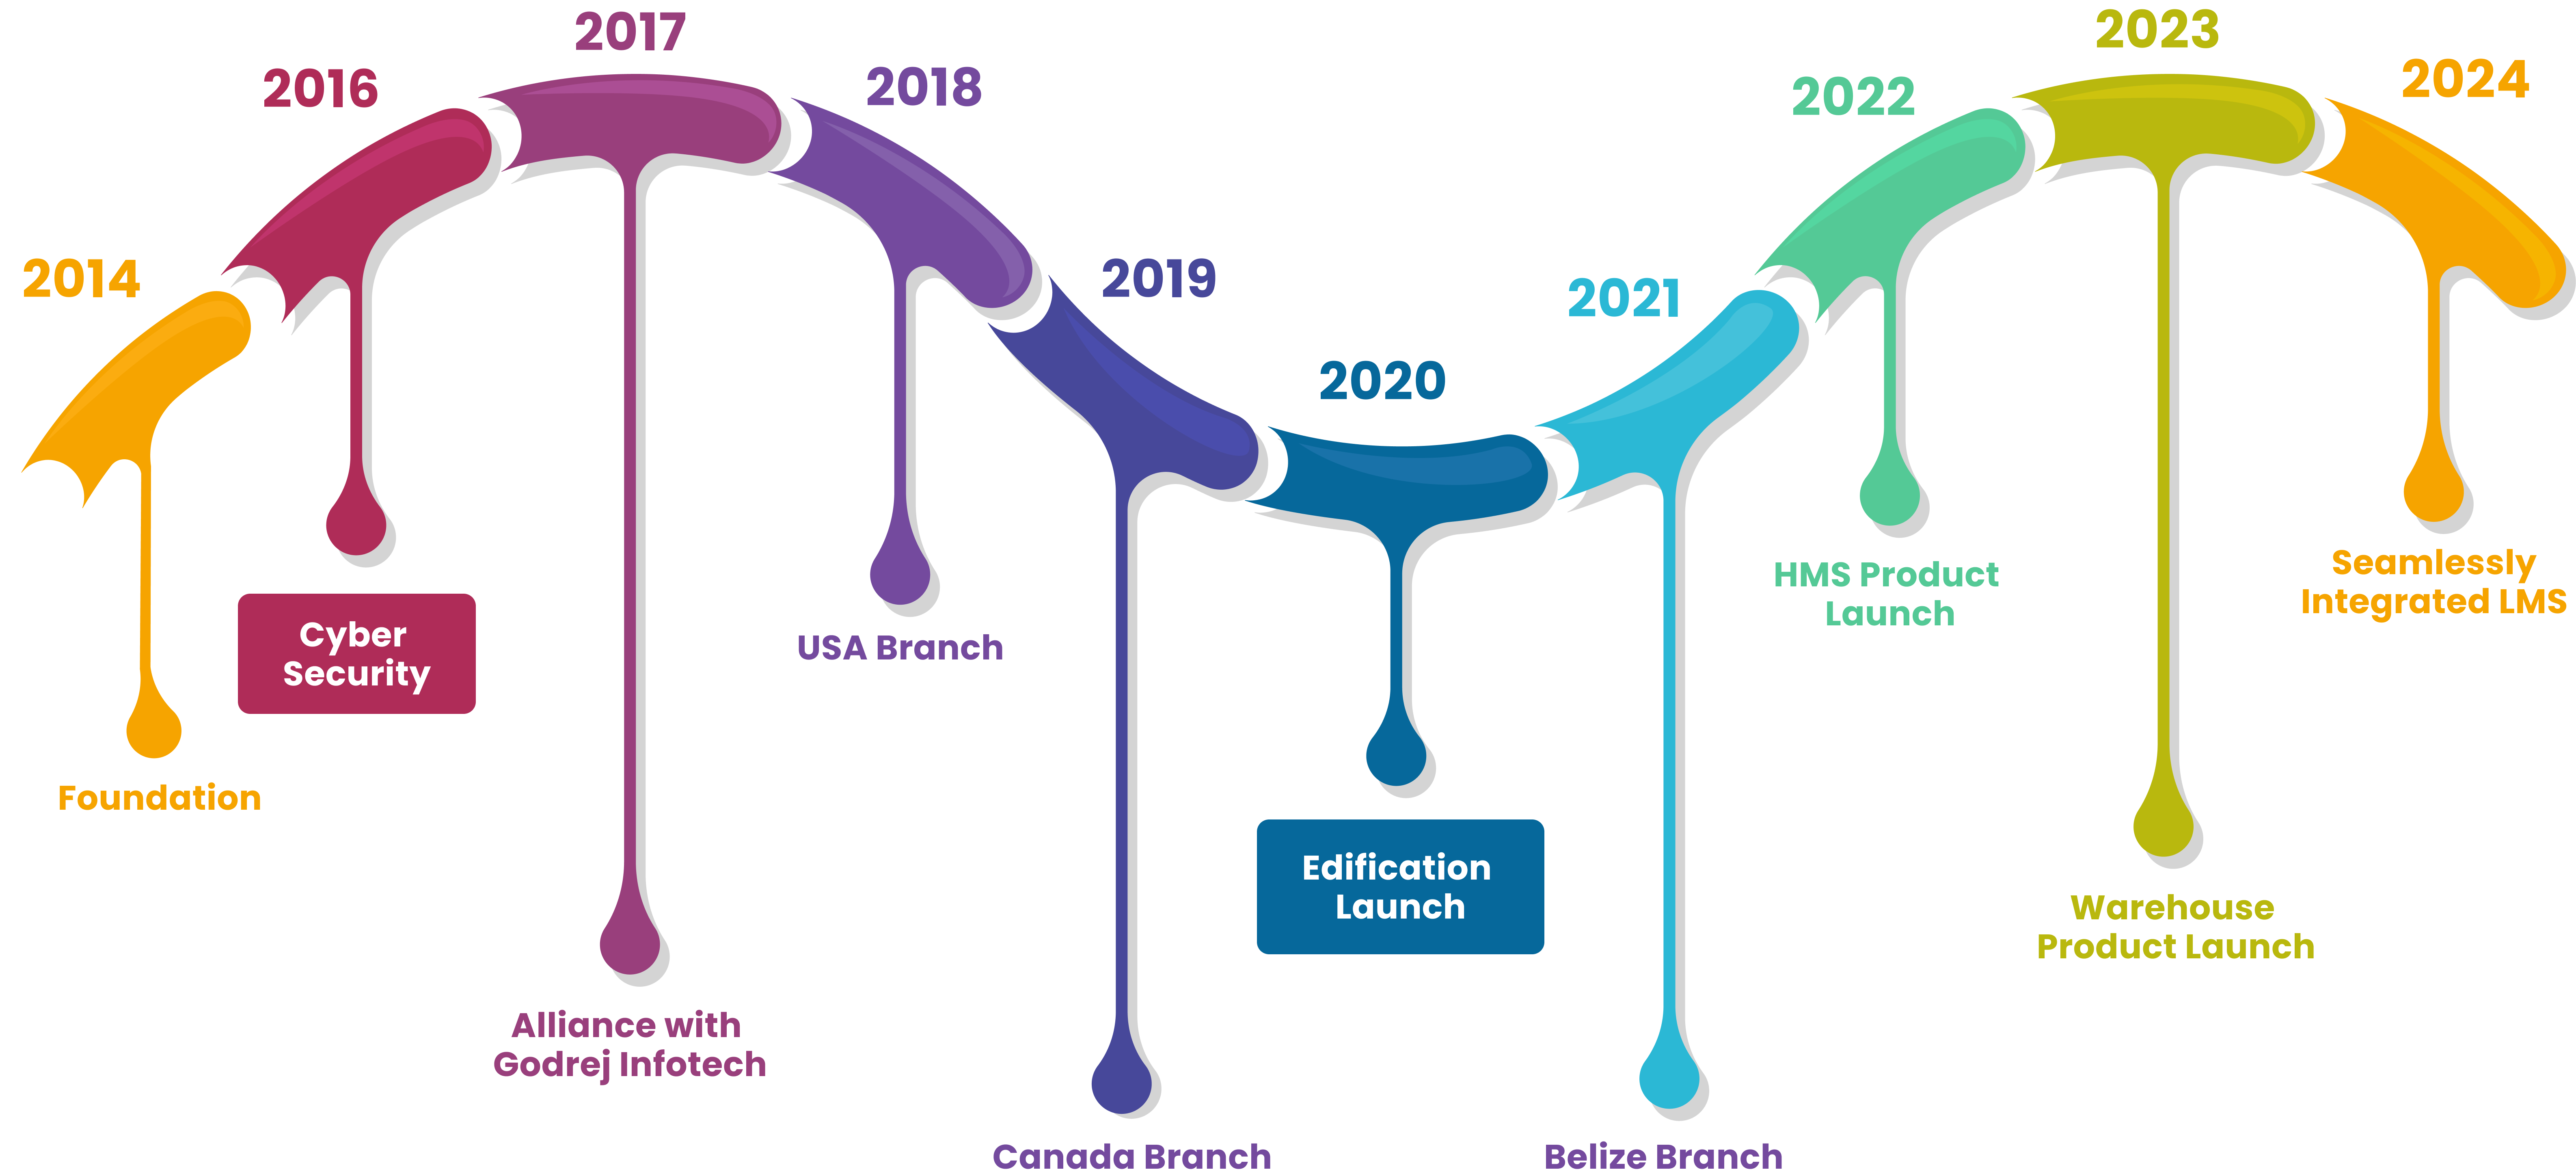 2014
Foundation
2016
Cyber
Security
2017
Alliance with
Godrej Infotech
2018
USA Branch
2019
Canada Branch
2020
Edification
Launch
2021
Belize Branch
2022
HMS Product
Launch
2023
Warehouse
Product Launch
2024
Seamlessly
Integrated LMS